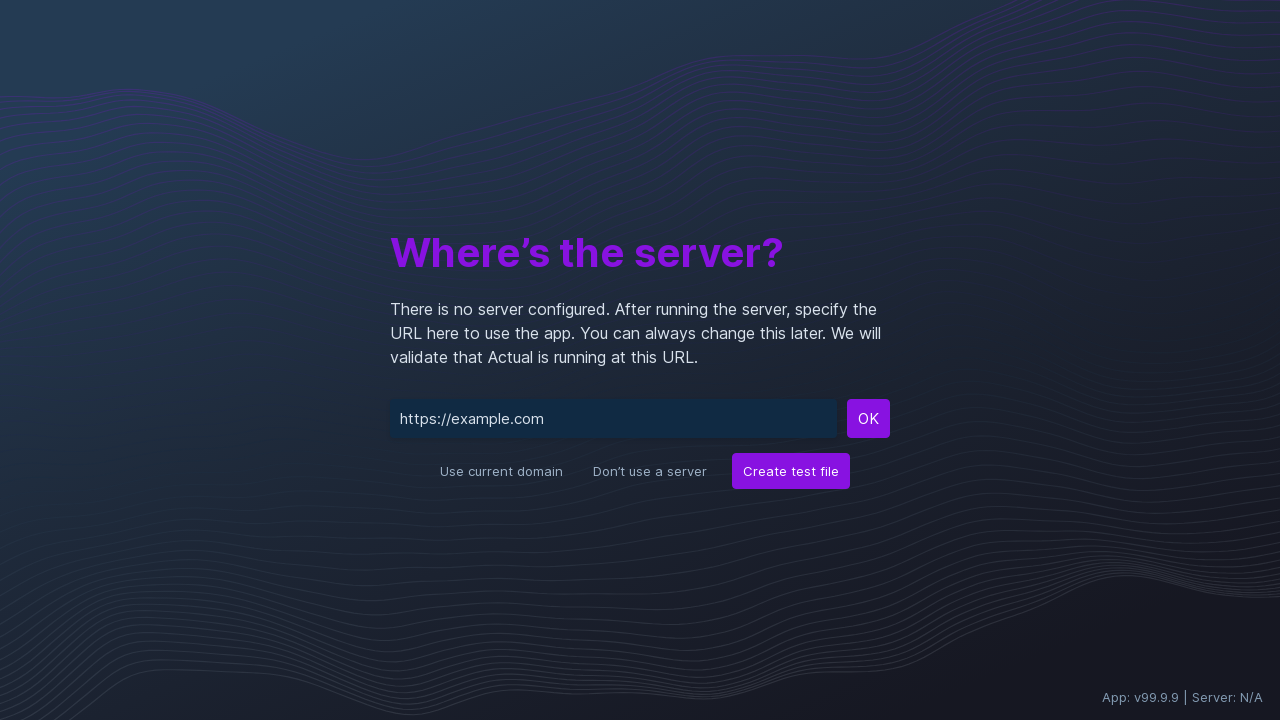 Where’s the server?
There is no server configured. After running the server, specify the
URL here to use the app. You can always change this later. We will
validate that Actual is running at this URL.
https://example.com
OK
Use current domain
Don’t use a server
Create test file
App: v99.9.9 | Server: N/A